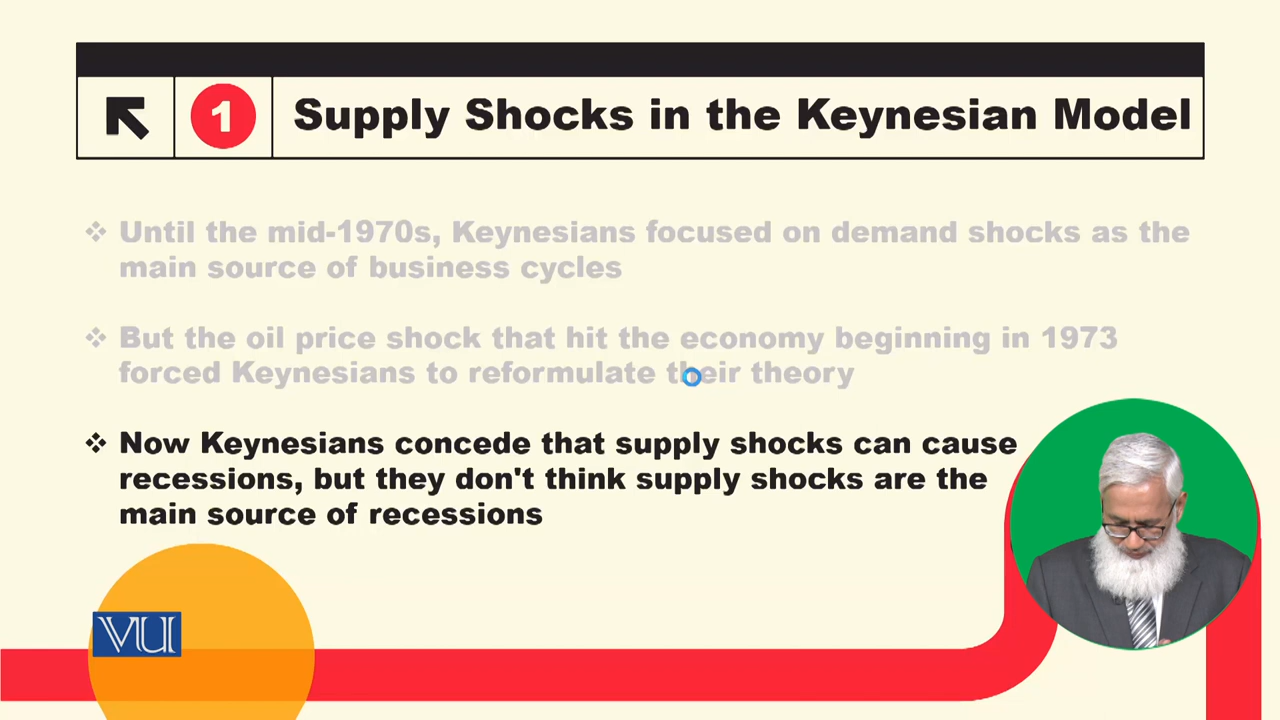 1
Supply Shocks in the Keynesian Model
❖ Until the mid-1970s, Keynesians focused on demand shocks as the
main source of business cycles
❖ But the oil price shock that hit the economy beginning in 1973
forced Keynesians to reformulate their theory
❖ Now Keynesians concede that supply shocks can cause
recessions, but they don't think supply shocks are the
main source of recessions
VU